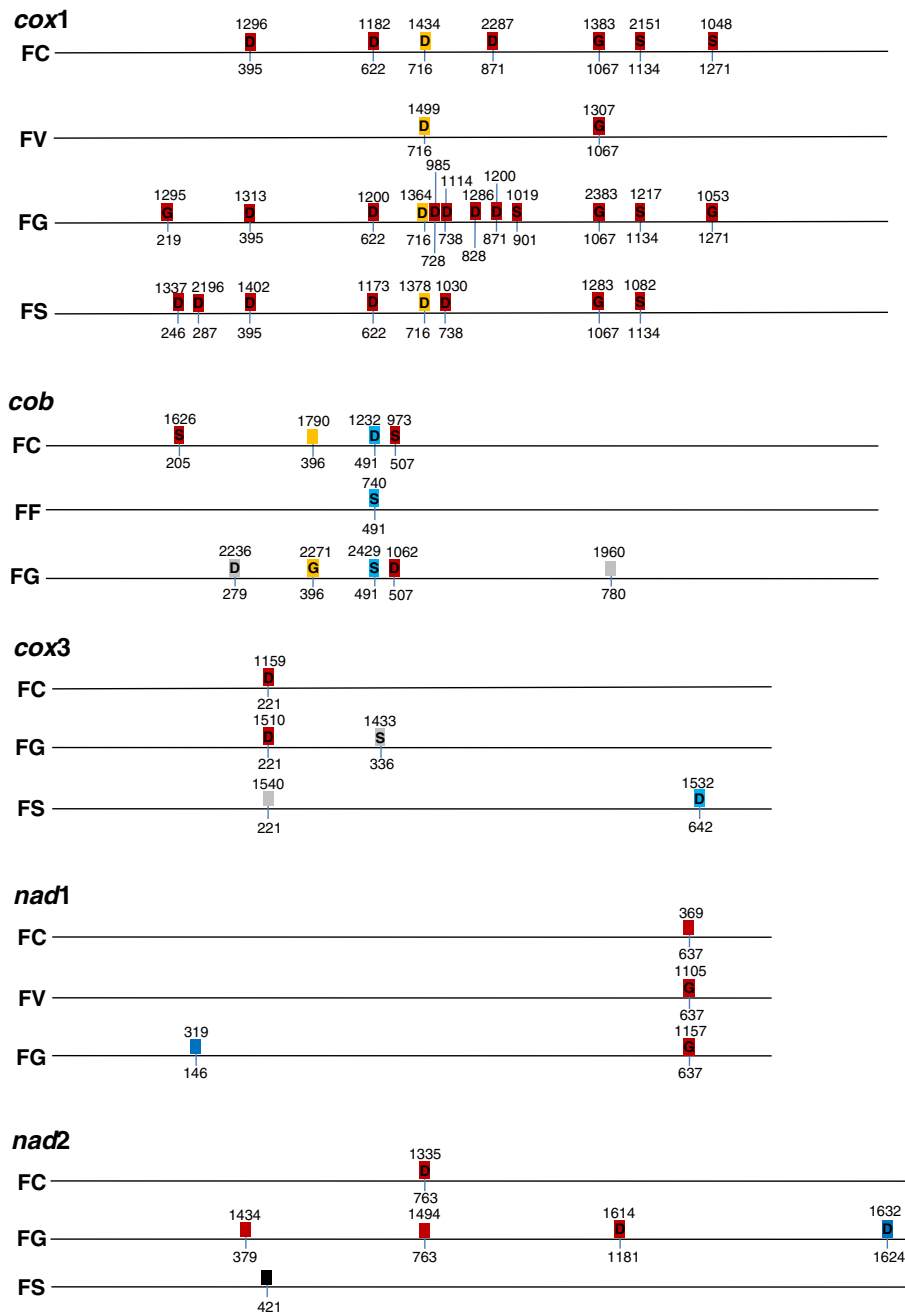 cox1
1296 1182 1434 2287 1383 2151 1048
FC D D D D G S S
395 622 716 871 1067 1134 1271
1499 1307
FV D G
716 1067
985
1114 1200
1295 1313 1200 1364 1286 1019 2383 1217 1053
FG G D D D D D D D S G S G
219 395 622 716 738 871 901 1067 1134 1271
728 828
1337 2196 1402 1173 1378 1030 1283 1082
FS D D D D D D G S
246 287 395 622 716 738 1067 1134
cob
1626 1790 1232 973
FC S D S
205 396 491 507
740
FF S
491
2236 2271 2429 1062 1960
FG D G S D
279 396 491 507 780
cox3
1159
FC D
221
1510 1433
FG D S
221 336
1540 1532
FS D
221 642
nad1
369
FC
637
1105
FV G
637
319 1157
FG G
146 637
nad2
1335
FC D
763
1434 1494 1614 1632
FG D D
379 763 1181 1624
FS
421